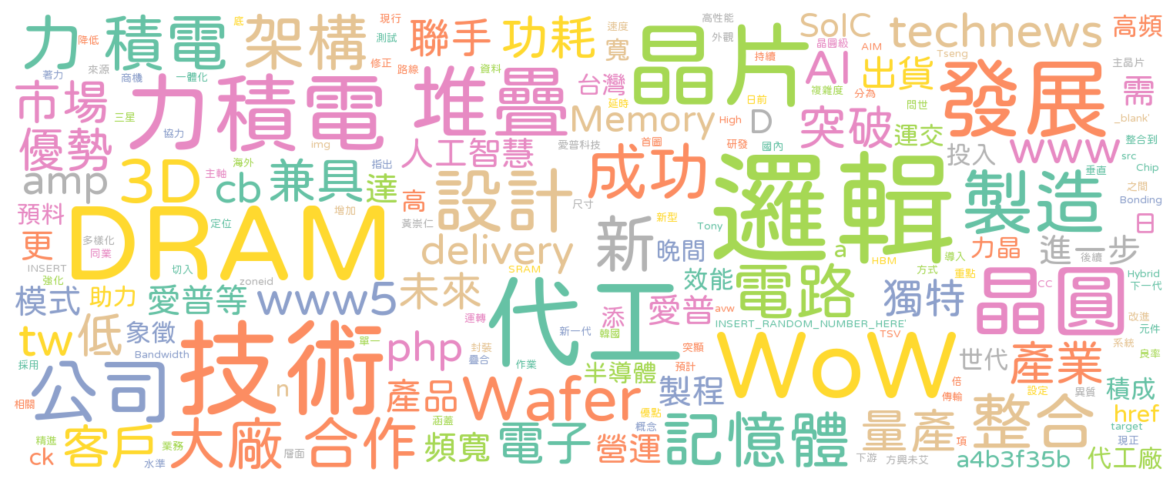 力積電 架構 現行 降低 底 測試 聯手 功耗 速度 寬 高性能 外觀 晶片 SoIC technews 高頻
著力 來源 商機 一體化 修正 路線 資料 晶圓級 AIM 持續 Tseng 主晶片
市場 力積電 堆疊 台灣 延時 AI 複雜度 分為 出貨 發展 需
三星 協力 img Memory 日前 High D 突破 問世 運交 _blank' 整合到
優勢 人工智慧 愛普科技 首圖 研發 國內 投入 www src Chip 垂直
amp 3D 海外 主軸 cb 兼具 達 指出 高 設計 成功 邏輯 製造 之間 Bonding
預料 更 定位 增加 黃崇仁 尺寸 新 新型 Tony 日
多樣化 同業 DRAM delivery 晚間 a 導入 力晶 進一步 後續
INSERT 強化 切入 zoneid SRAM 效能 HBM 方式 重點 Hybrid 下一代
模式 助力 愛普等 www5 未來 代工 添 愛普 電路 獨特 晶圓 cc
運轉 新一代 韓國 avw INSERT_RANDOM_NUMBER_HERE' TSV 改進 元件
tw 低 象徵 Bandwidth 技術 單一 php 封裝 疊合 作業 突顯 系統 良率
採用 公司 n 產品 Wafer 半導體 預計 製程 WoW 倍 傳輸 世代 設定 產業 異質 積成
相關 涵蓋 優點 概念 href target
精進 客戶 業務 大廠 合作 頻寬 電子 營運 記憶體 量產 項 整合 現正
ck 水準 層面 下游 方興未艾 a4b3f35b 代工廠